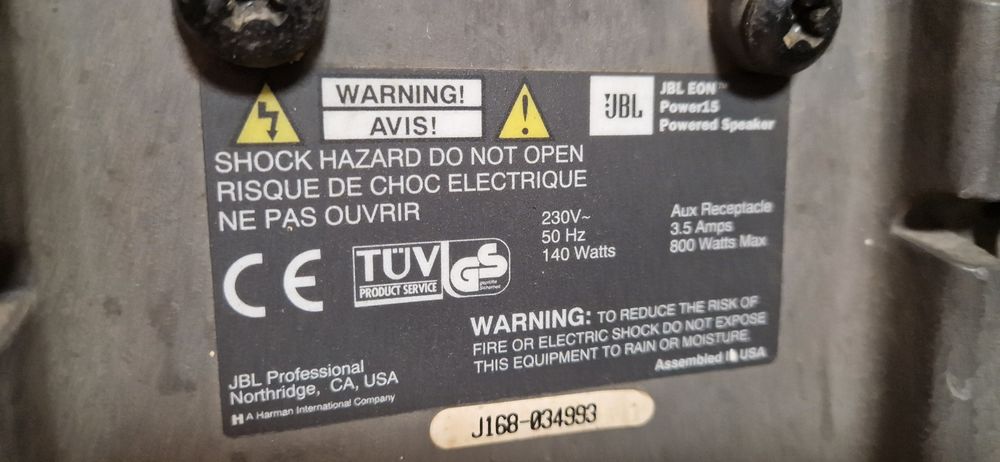 WARNING!
AVIS!
JBL
JBL EON™
Power15
Powered Speaker
SHOCK HAZARD DO NOT OPEN
RISQUE DE CHOC ELECTRIQUE
NE PAS OUVRIR
230V~
50 Hz
140 Watts
Aux Receptacle
3.5 Amps
800 Watts Max
CE
TÜV
PRODUCT SERVICE
GS
geprüfte
Sicherheit
WARNING: TO REDUCE THE RISK OF
FIRE OR ELECTRIC SHOCK DO NOT EXPOSE
THIS EQUIPMENT TO RAIN OR MOISTURE.
Assembled USA
JBL Professional
Northridge, CA, USA
H A Harman International Company
J168-034993